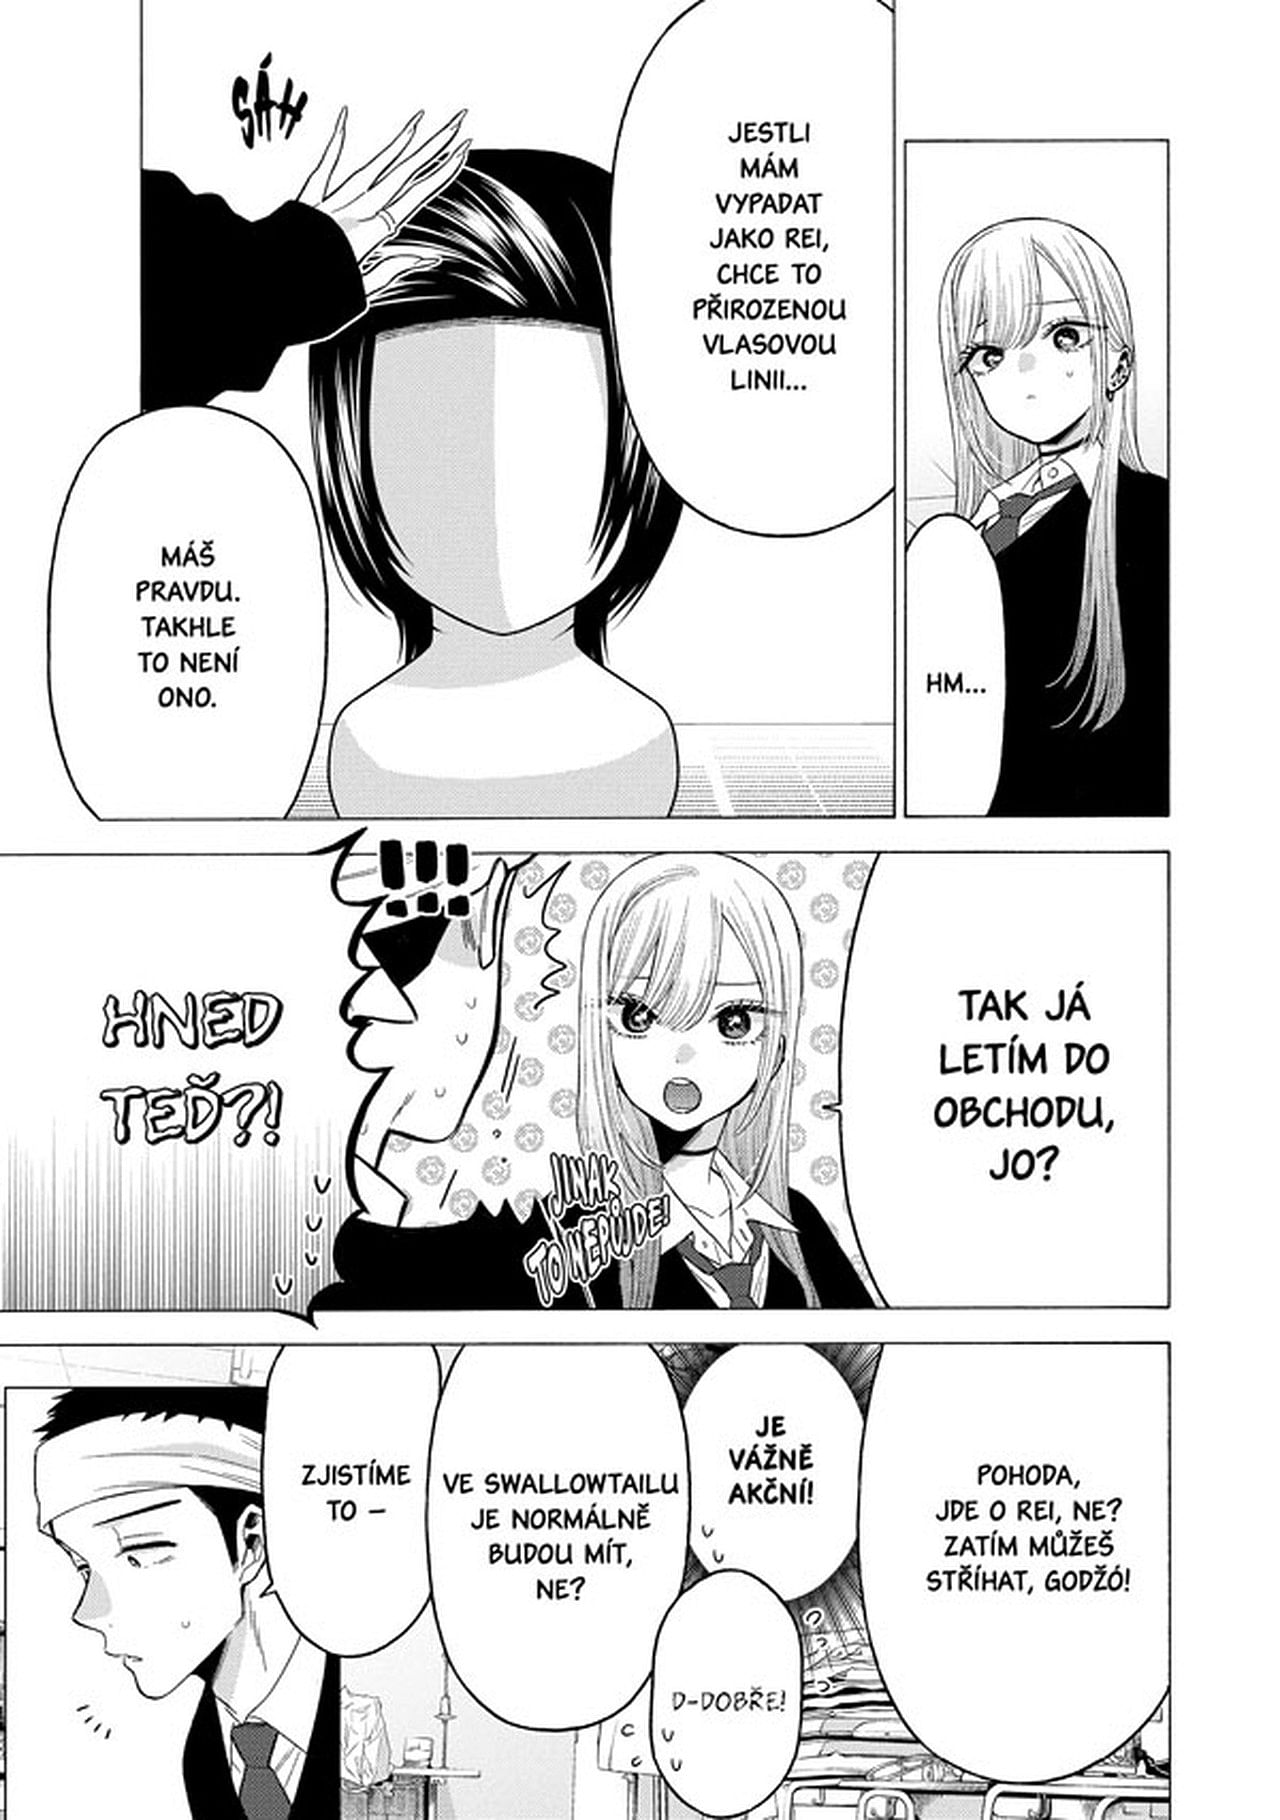 HM...
JESTLI
MÁM
VYPADAT
JAKO REI,
CHCE TO
PŘIROZENOU
VLASOVOU
LINII...
SÁH
MÁŠ
PRAVDU.
TAKHLE
TO NENÍ
ONO.
TAK JÁ
LETÍM DO
OBCHODU,
JO?
JINAK
TO NEPŮJDE!
!!!
HNED
TEĎ?!
POHODA,
JDE O REI, NE?
ZATÍM MŮŽEŠ
STŘÍHAT, GODŽÓ!
JE
VÁŽNĚ
AKČNÍ!
D-DOBŘE!
VE SWALLOWTAILU
JE NORMÁLNĚ
BUDOU MÍT,
NE?
ZJISTÍME
TO –